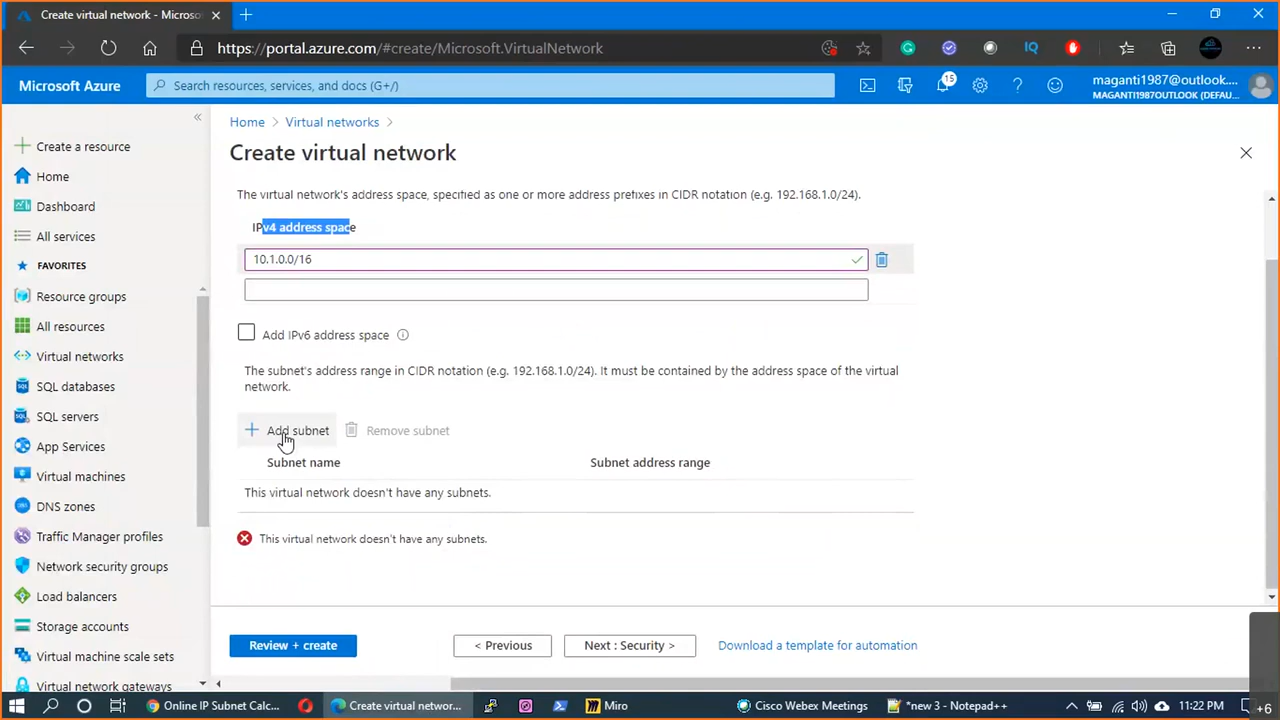 Create virtual network - Microso
https://portal.azure.com/#create/Microsoft.VirtualNetwork
IQ
Microsoft Azure
Search resources, services, and docs (G+/)
15
maganti1987@outlook....
MAGANTI1987OUTLOOK (DEFAU...
Create a resource
Home
Dashboard
All services
FAVORITES
Resource groups
All resources
Virtual networks
SQL databases
SQL servers
App Services
Virtual machines
DNS zones
Traffic Manager profiles
Network security groups
Load balancers
Storage accounts
Virtual machine scale sets
Virtual network gateways
Home > Virtual networks >
Create virtual network
The virtual network's address space, specified as one or more address prefixes in CIDR notation (e.g. 192.168.1.0/24).
IPv4 address space
10.1.0.0/16
Add IPv6 address space
The subnet's address range in CIDR notation (e.g. 192.168.1.0/24). It must be contained by the address space of the virtual
network.
Add subnet Remove subnet
Subnet name Subnet address range
This virtual network doesn't have any subnets.
This virtual network doesn't have any subnets.
Review + create < Previous Next : Security > Download a template for automation
Online IP Subnet Calc... Create virtual networ... Miro Cisco Webex Meetings *new 3 - Notepad++ 11:22 PM +6